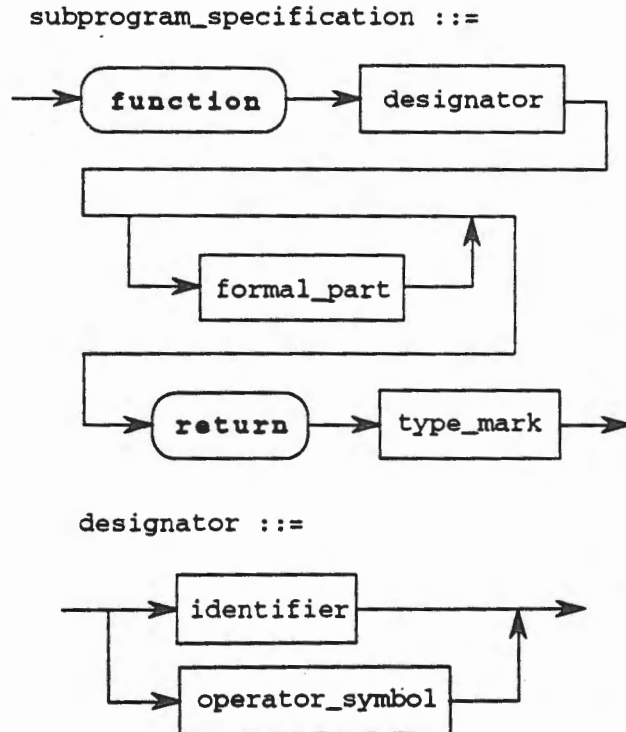 subprogram_specification ::=
function designator
formal_part
return type_mark
designator ::=
identifier
operator_symbol